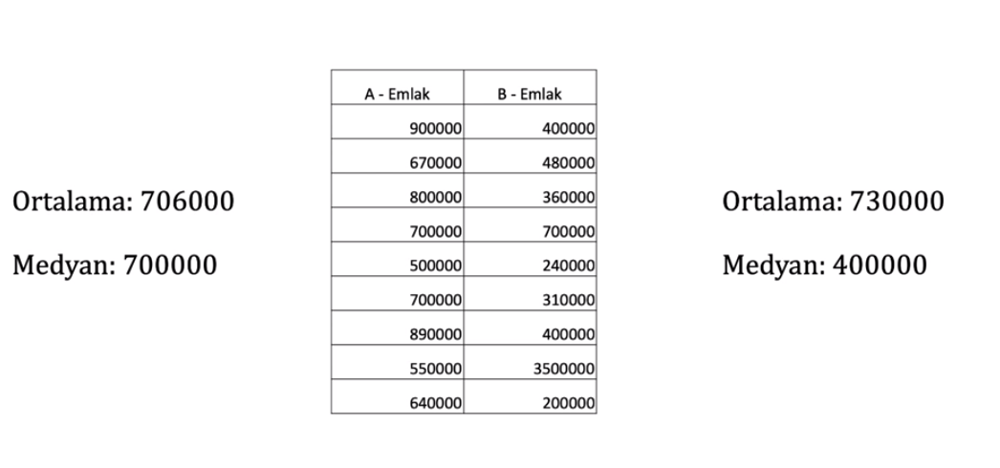 A - Emlak B - Emlak
900000 400000
670000 480000
800000 360000
Ortalama: 706000
Ortalama: 730000
700000 700000
Medyan: 700000
Medyan: 400000
500000 240000
700000 310000
890000 400000
550000 3500000
640000 200000